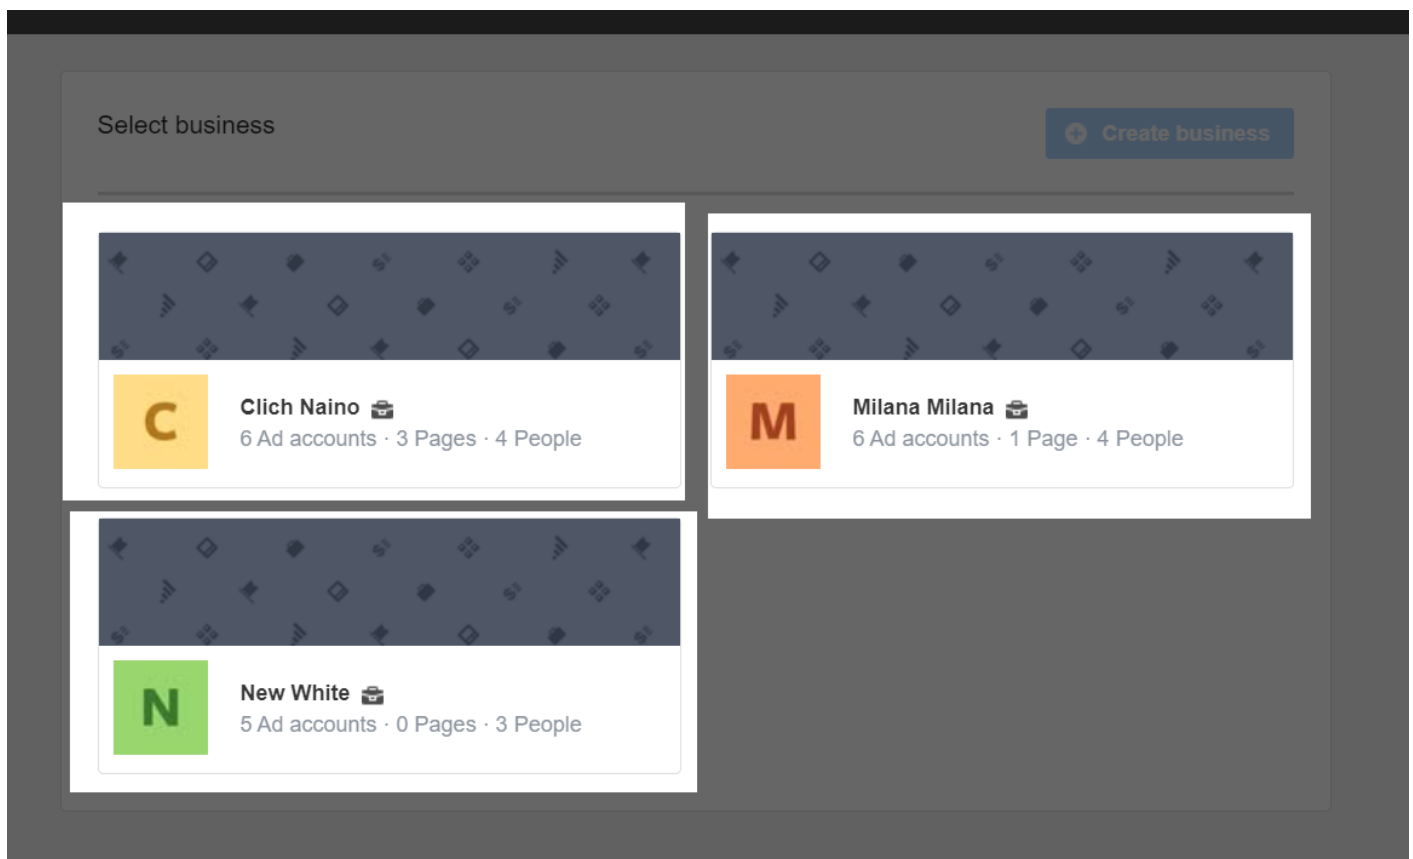 Select business
Create business
C
Clich Naino
6 Ad accounts · 3 Pages · 4 People
M
Milana Milana
6 Ad accounts · 1 Page · 4 People
N
New White
5 Ad accounts · 0 Pages · 3 People